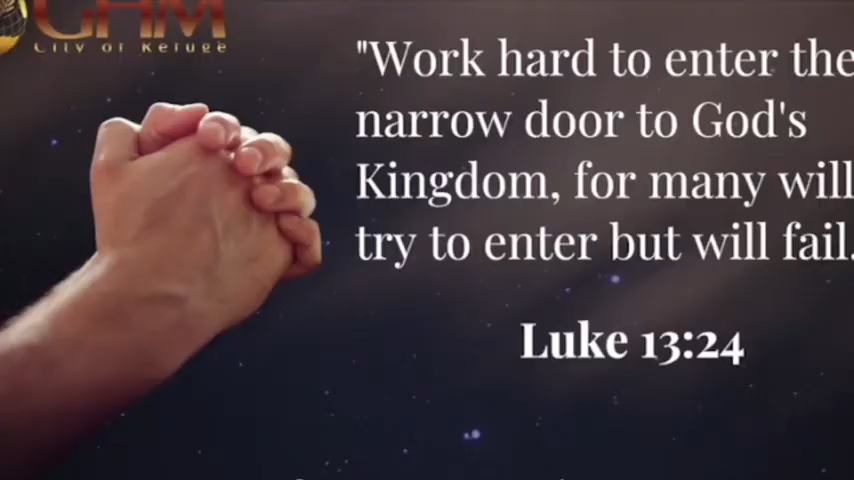 GHM
City of Refuge
"Work hard to enter the
narrow door to God's
Kingdom, for many will
try to enter but will fail.
Luke 13:24